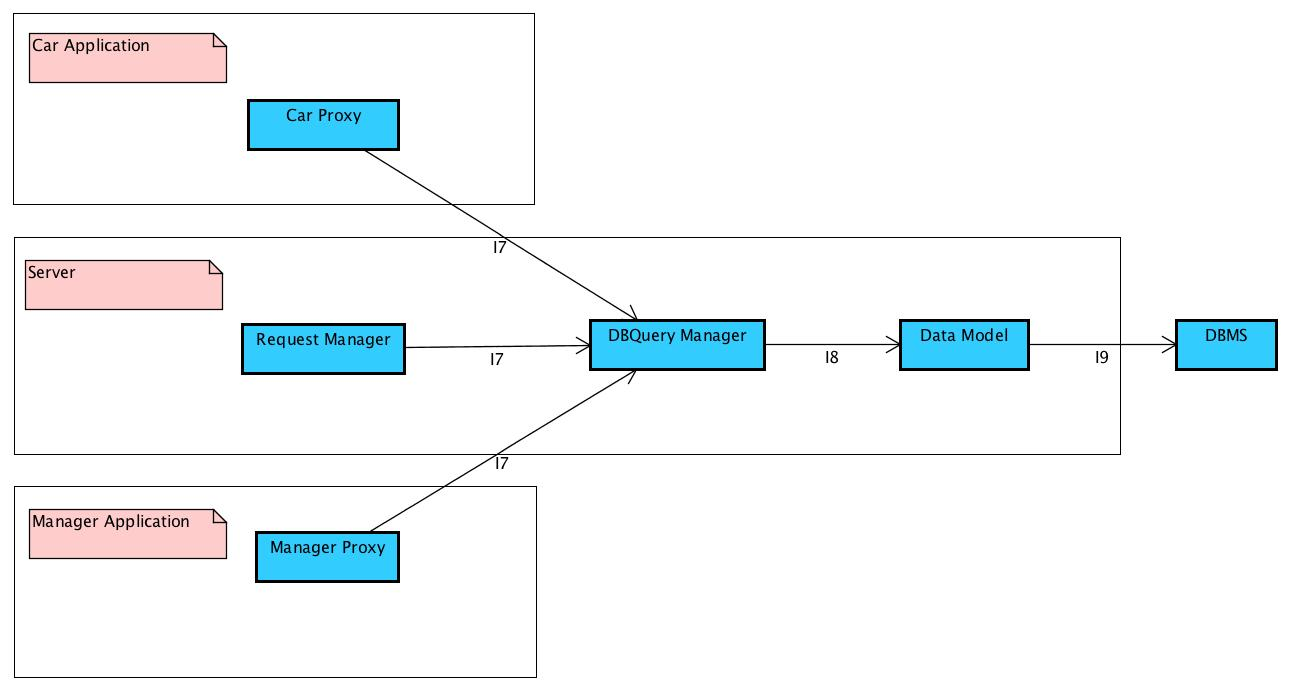 Car Application
Car Proxy
I7
Server
Request Manager
I7
DBQuery Manager
I8
Data Model
I9
DBMS
I7
Manager Application
Manager Proxy